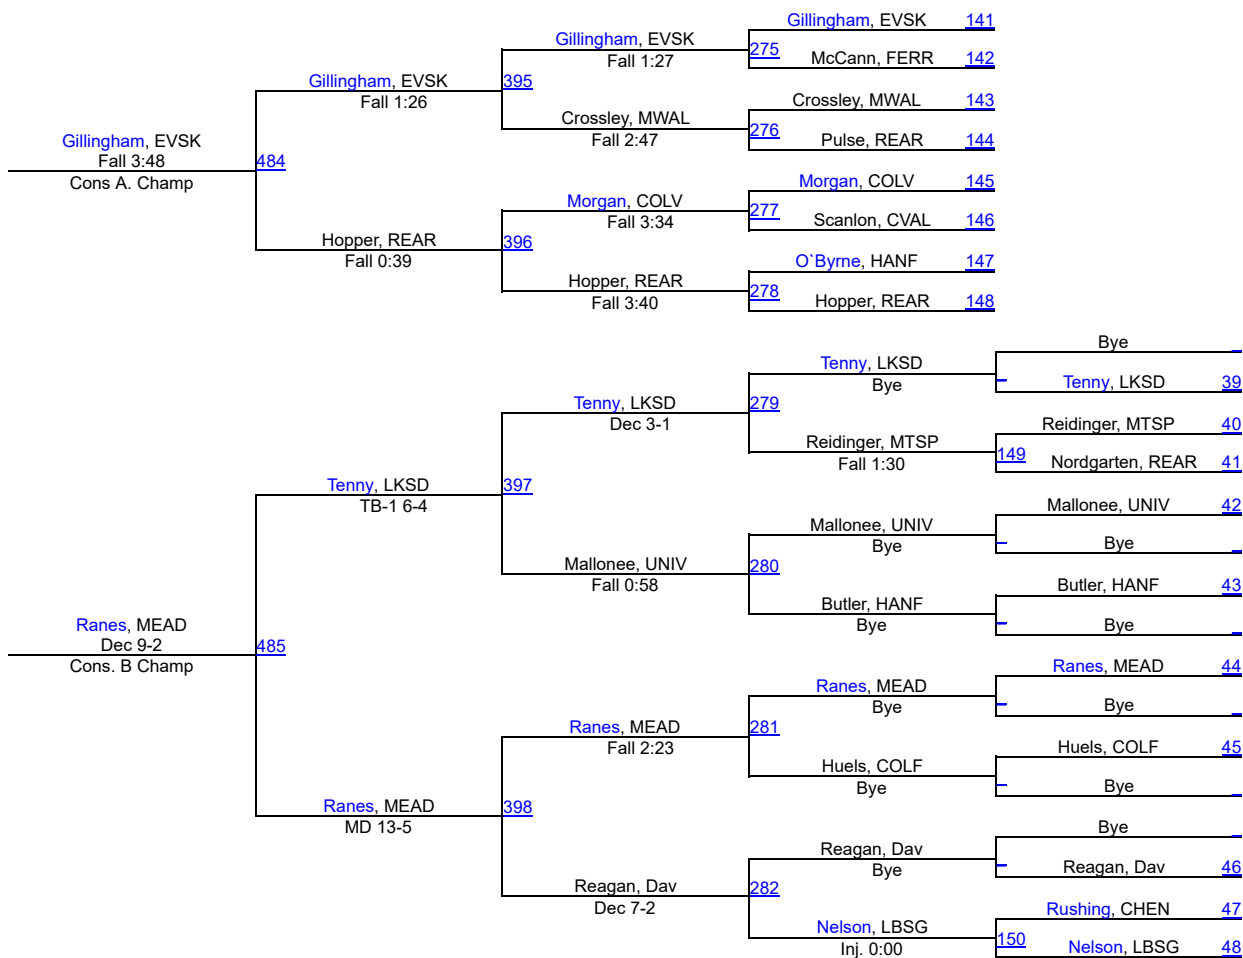 Gillingham, EVSK 141
Gillingham, EVSK 275
Fall 1:27
McCann, FERR 142
Gillingham, EVSK 395
Fall 1:26
Crossley, MWAL 143
Crossley, MWAL 276
Fall 2:47
Pulse, REAR 144
Gillingham, EVSK
Fall 3:48 484
Cons A. Champ
Morgan, COLV 145
Morgan, COLV 277
Fall 3:34
Scanlon, CVAL 146
Hopper, REAR 396
Fall 0:39
O`Byrne, HANF 147
Hopper, REAR 278
Fall 3:40
Hopper, REAR 148
Bye
Tenny, LKSD
Bye
Tenny, LKSD 39
Tenny, LKSD 279
Dec 3-1
Reidinger, MTSP 40
Reidinger, MTSP 149
Fall 1:30
Nordgarten, REAR 41
Tenny, LKSD 397
TB-1 6-4
Mallonee, UNIV 42
Mallonee, UNIV
Bye
Bye
Mallonee, UNIV 280
Fall 0:58
Butler, HANF 43
Butler, HANF
Bye
Bye
Ranes, MEAD
Dec 9-2 485
Cons. B Champ
Ranes, MEAD 44
Ranes, MEAD
Bye
Bye
Ranes, MEAD 281
Fall 2:23
Huels, COLF 45
Huels, COLF
Bye
Bye
Ranes, MEAD 398
MD 13-5
Bye
Reagan, Dav
Bye
Reagan, Dav 46
Reagan, Dav 282
Dec 7-2
Rushing, CHEN 47
Nelson, LBSG 150
Inj. 0:00
Nelson, LBSG 48